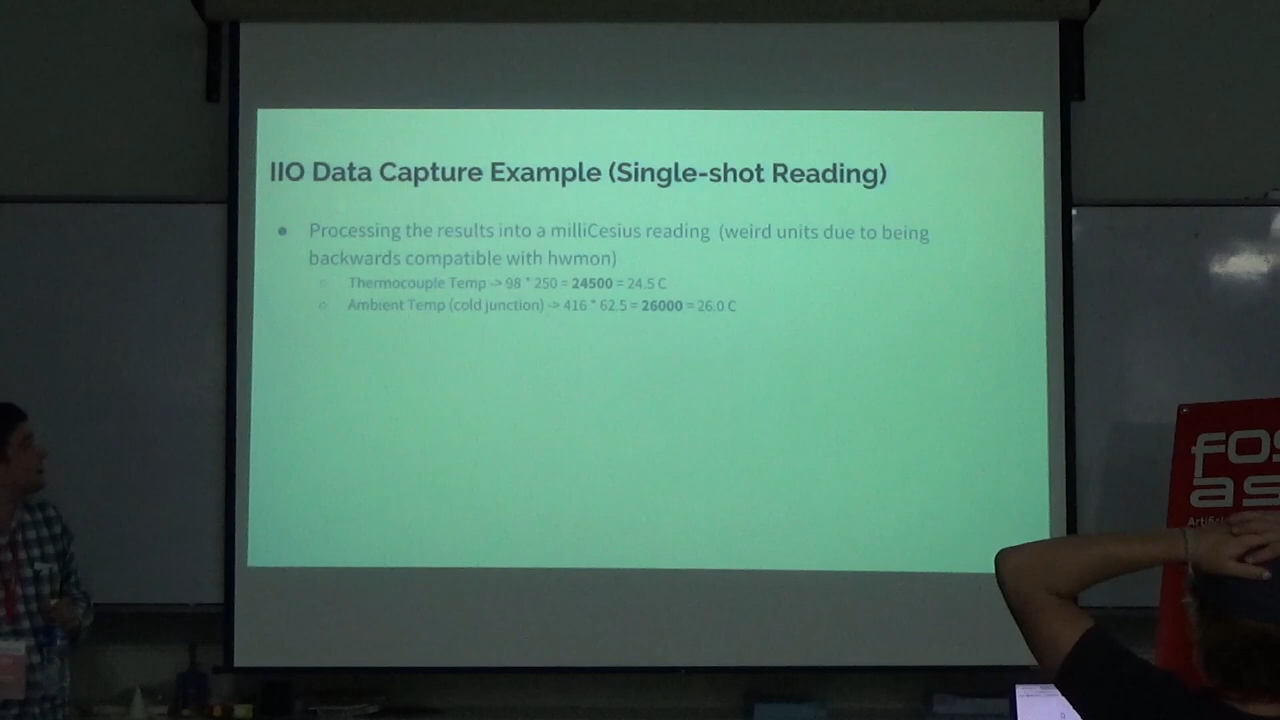 IIO Data Capture Example (Single-shot Reading)
Processing the results into a milliCesius reading (weird units due to being
backwards compatible with hwmon)
Thermocouple Temp -> 98 * 250 = 24500 = 24.5 C
Ambient Temp (cold junction) -> 416 * 62.5 = 26000 = 26.0 C